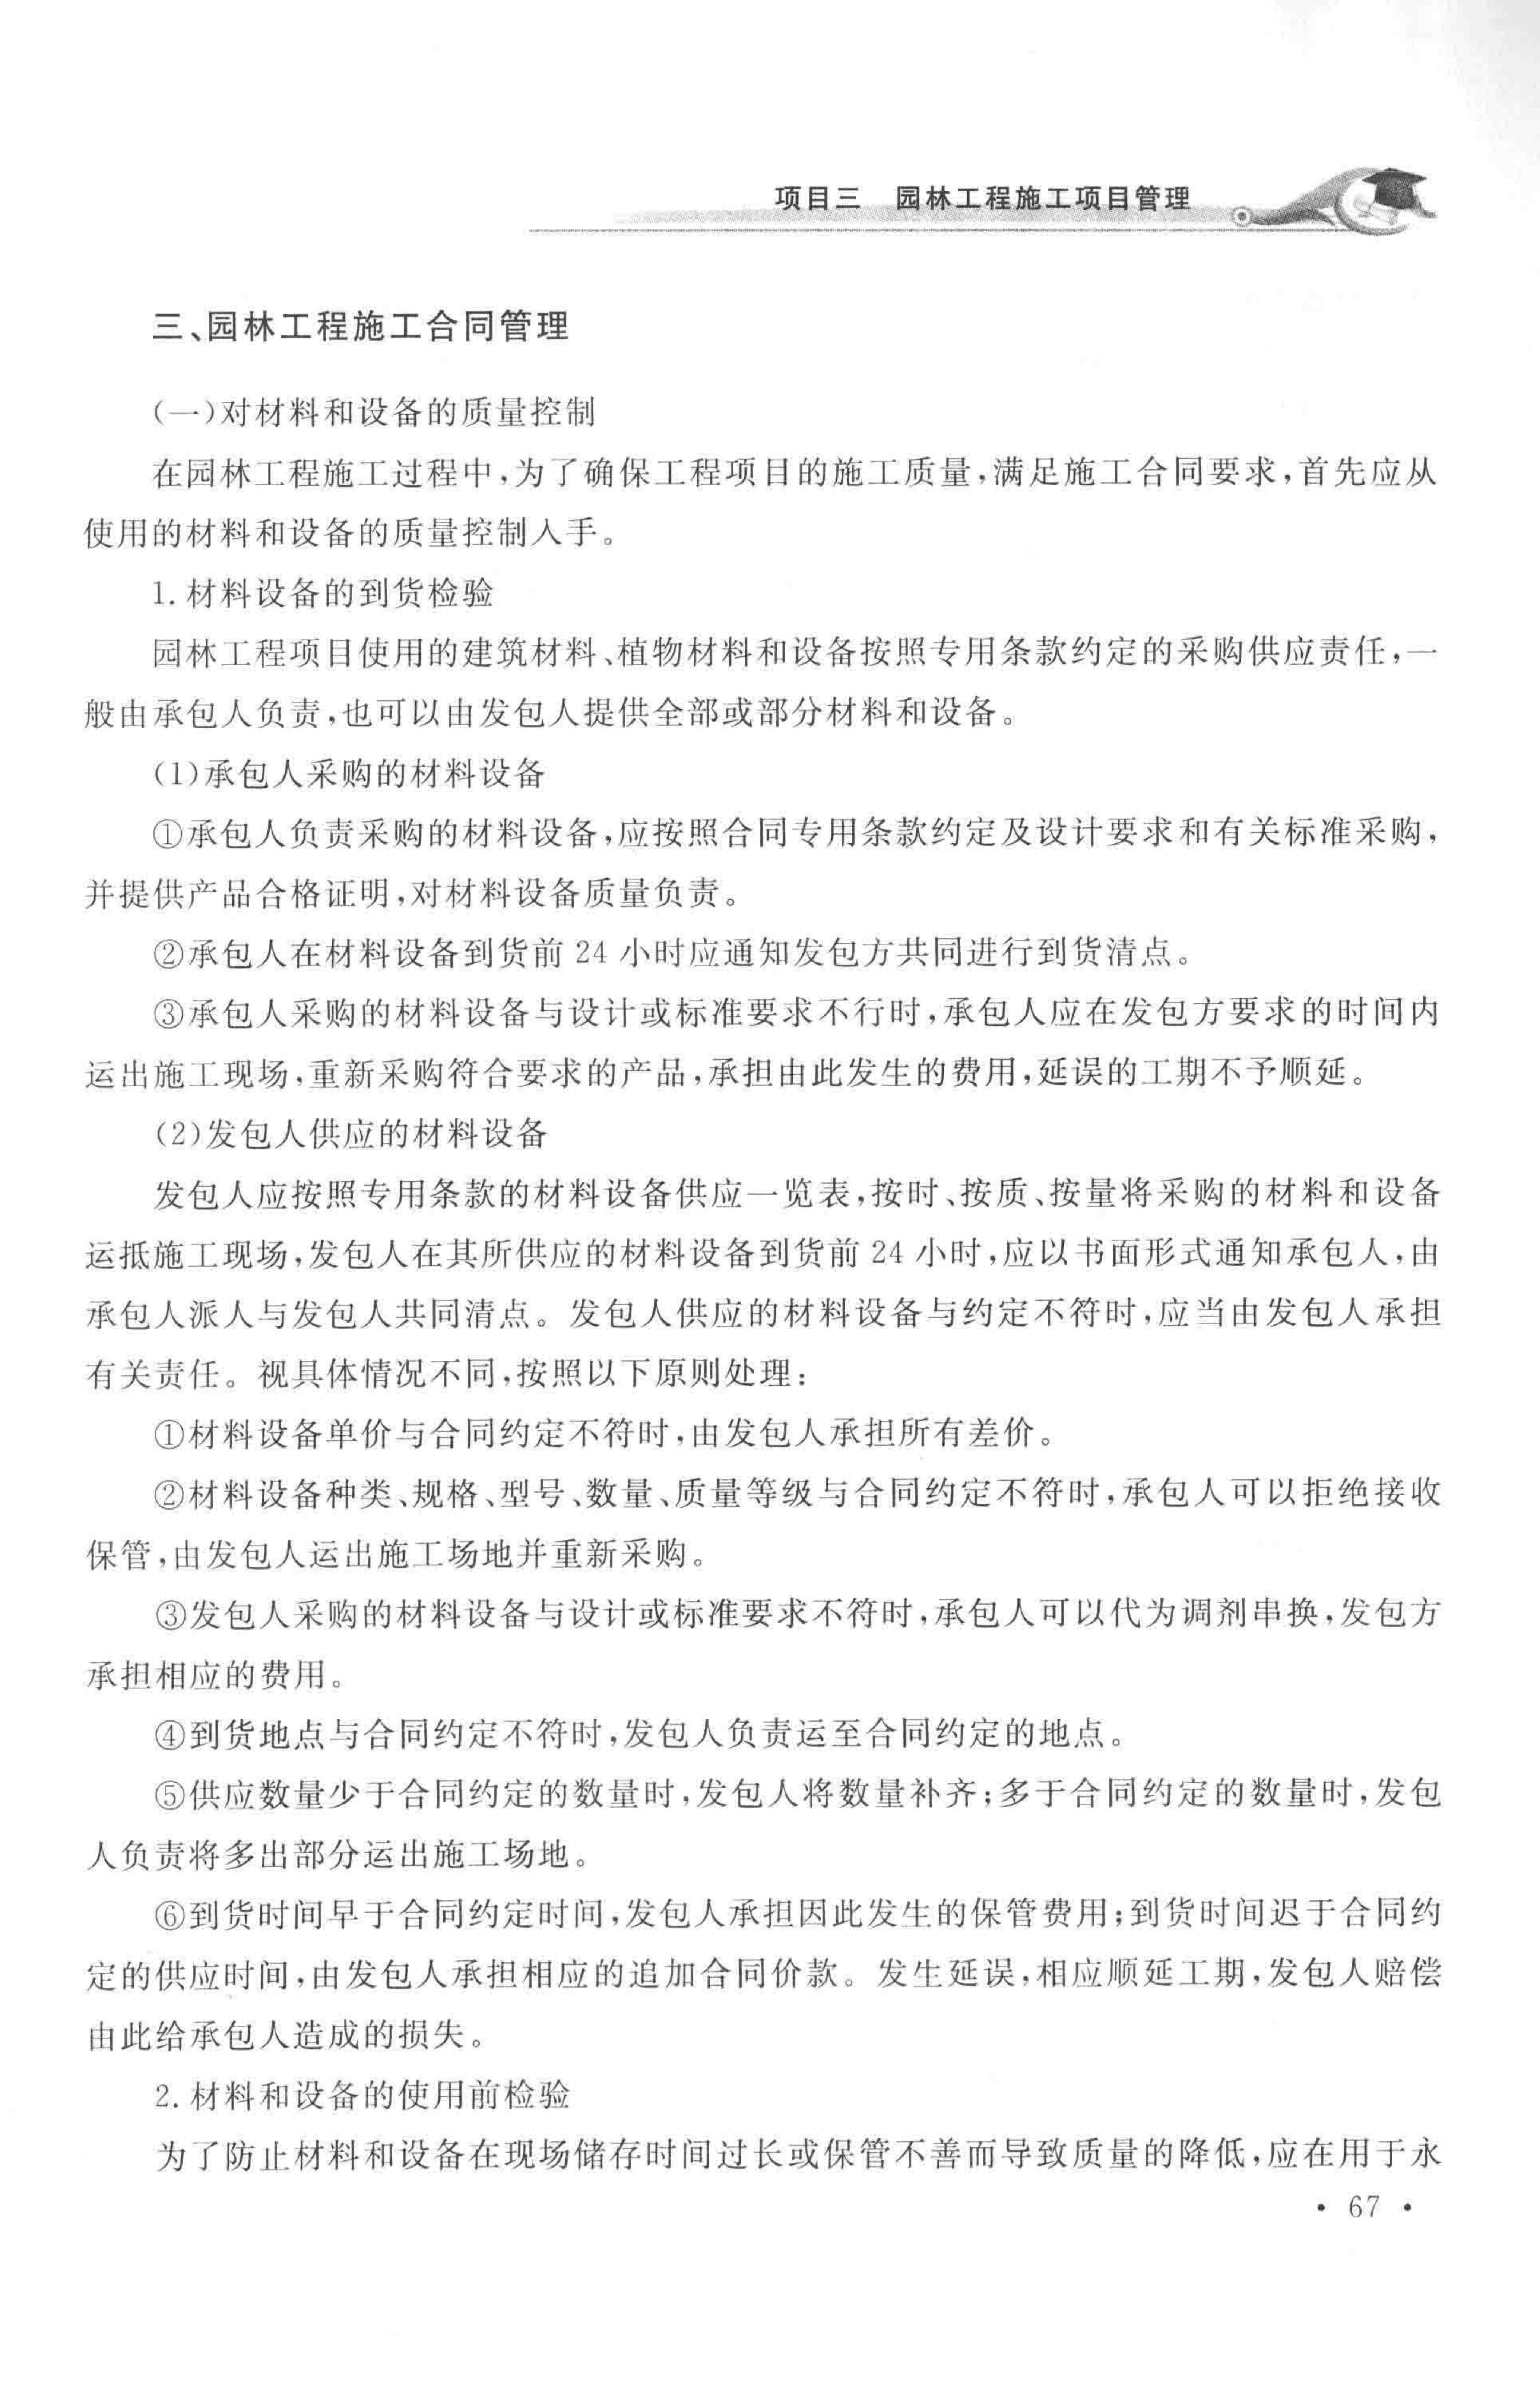 项目三 园林工程施工项目管理
三、园林工程施工合同管理
(一)对材料和设备的质量控制
在园林工程施工过程中,为了确保工程项目的施工质量,满足施工合同要求,首先应从
使用的材料和设备的质量控制入手。
1. 材料设备的到货检验
园林工程项目使用的建筑材料、植物材料和设备按照专用条款约定的采购供应责任,一
般由承包人负责,也可以由发包人提供全部或部分材料和设备。
(1)承包人采购的材料设备
①承包人负责采购的材料设备,应按照合同专用条款约定及设计要求和有关标准采购,
并提供产品合格证明,对材料设备质量负责。
②承包人在材料设备到货前 24 小时应通知发包方共同进行到货清点。
③承包人采购的材料设备与设计或标准要求不行时,承包人应在发包方要求的时间内
运出施工现场,重新采购符合要求的产品,承担由此发生的费用,延误的工期不予顺延。
(2)发包人供应的材料设备
发包人应按照专用条款的材料设备供应一览表,按时、按质、按量将采购的材料和设备
运抵施工现场,发包人在其所供应的材料设备到货前 24 小时,应以书面形式通知承包人,由
承包人派人与发包人共同清点。发包人供应的材料设备与约定不符时,应当由发包人承担
有关责任。视具体情况不同,按照以下原则处理:
①材料设备单价与合同约定不符时,由发包人承担所有差价。
②材料设备种类、规格、型号、数量、质量等级与合同约定不符时,承包人可以拒绝接收
保管,由发包人运出施工场地并重新采购。
③发包人采购的材料设备与设计或标准要求不符时,承包人可以代为调剂串换,发包方
承担相应的费用。
④到货地点与合同约定不符时,发包人负责运至合同约定的地点。
⑤供应数量少于合同约定的数量时,发包人将数量补齐;多于合同约定的数量时,发包
人负责将多出部分运出施工场地。
⑥到货时间早于合同约定时间,发包人承担因此发生的保管费用;到货时间迟于合同约
定的供应时间,由发包人承担相应的追加合同价款。发生延误,相应顺延工期,发包人赔偿
由此给承包人造成的损失。
2. 材料和设备的使用前检验
为了防止材料和设备在现场储存时间过长或保管不善而导致质量的降低,应在用于永
· 67 ·